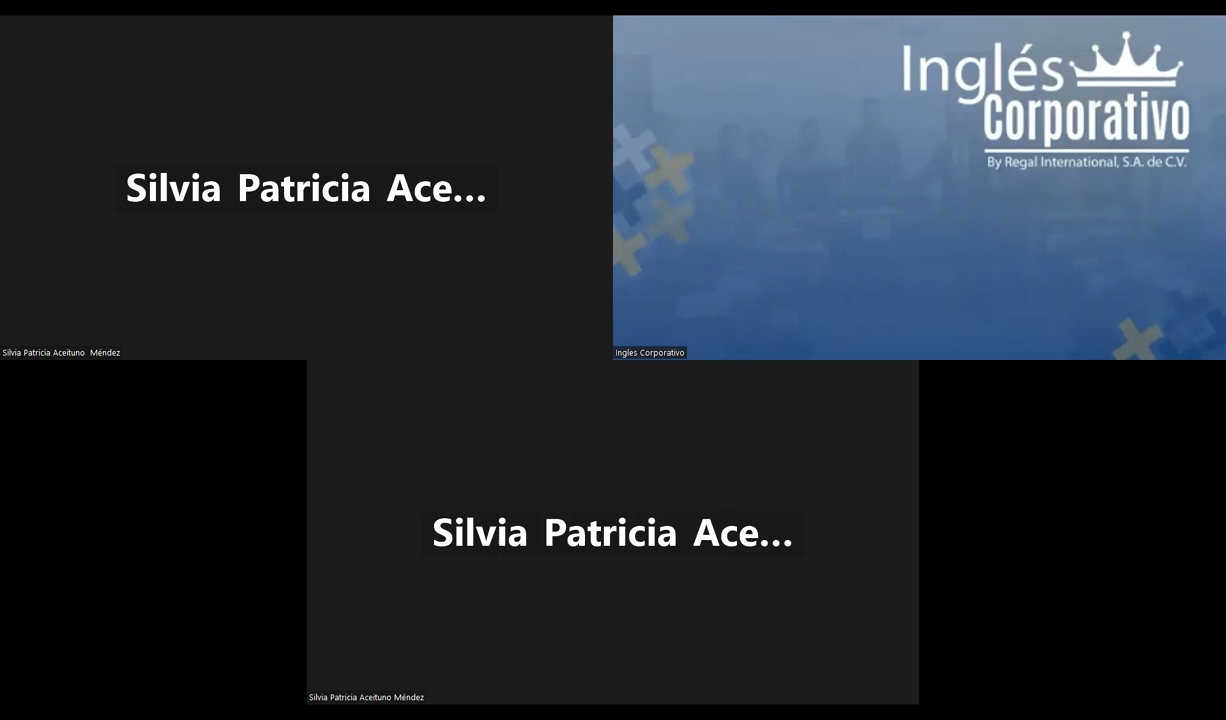 Silvia Patricia Ace...
Silvia Patricia Aceituno  Méndez
Inglés
Corporativo
By Regal International, S.A. de C.V.
Ingles Corporativo
Silvia Patricia Ace...
Silvia Patricia Aceituno Méndez